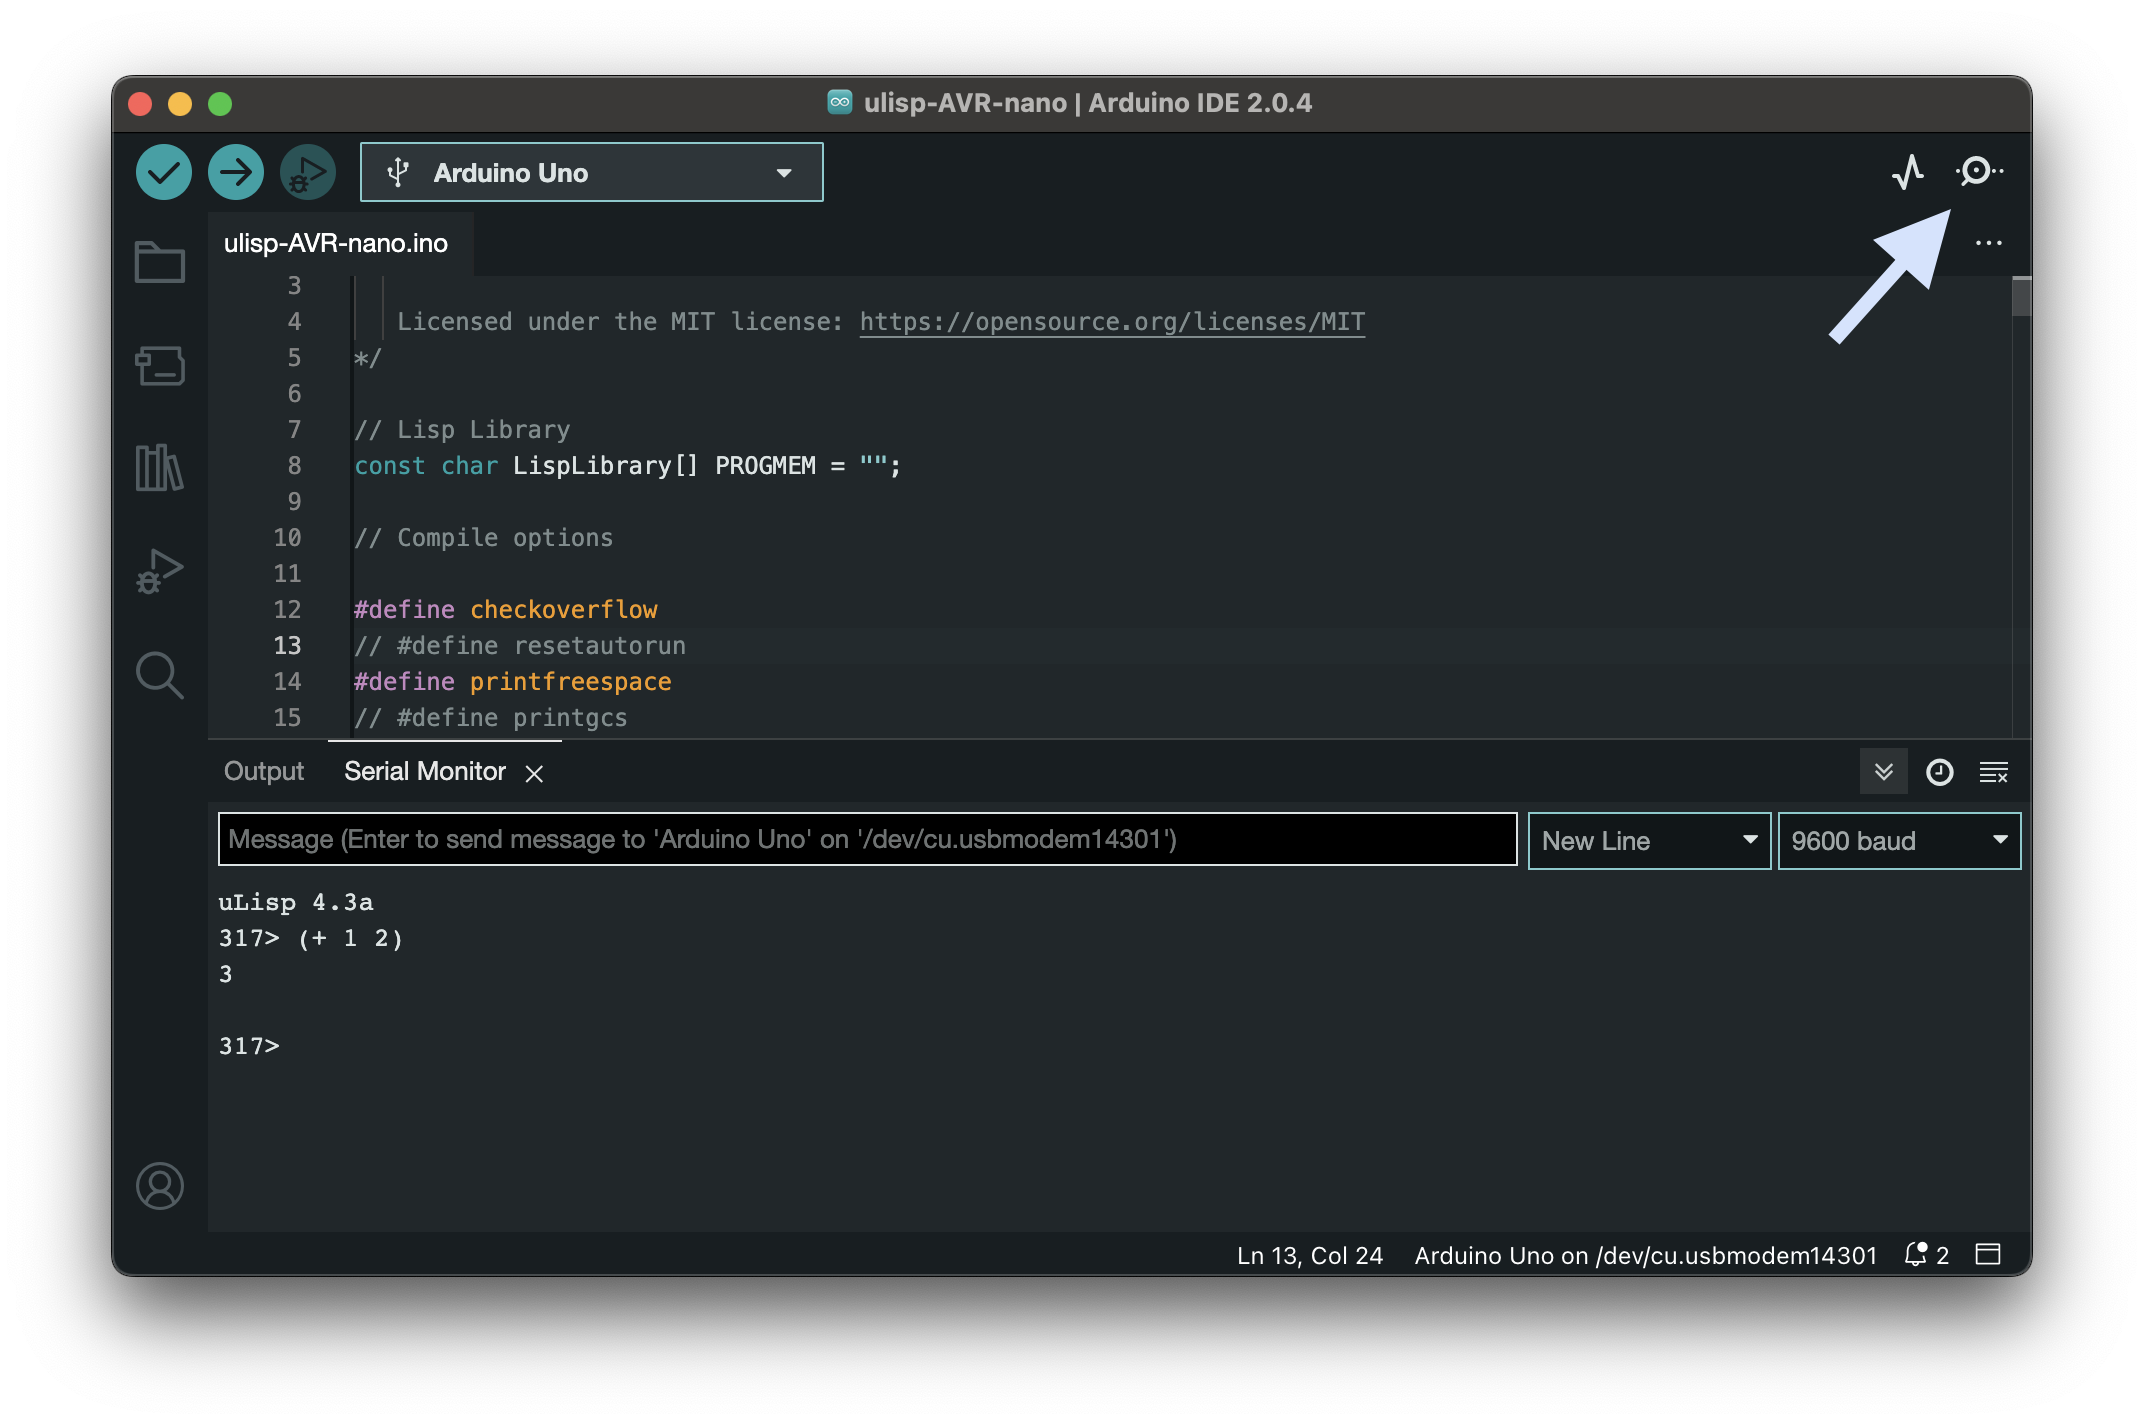 ulisp-AVR-nano | Arduino IDE 2.0.4
Arduino Uno
ulisp-AVR-nano.ino
3
4 Licensed under the MIT license: https://opensource.org/licenses/MIT
5 */
6
7 // Lisp Library
8 const char LispLibrary[] PROGMEM = "";
9
10 // Compile options
11
12 #define checkoverflow
13 // #define resetautorun
14 #define printfreespace
15 // #define printgcs
Output Serial Monitor
Message (Enter to send message to 'Arduino Uno' on '/dev/cu.usbmodem14301') New Line 9600 baud
uLisp 4.3a
317> (+ 1 2)
3
317>
Ln 13, Col 24 Arduino Uno on /dev/cu.usbmodem14301 2